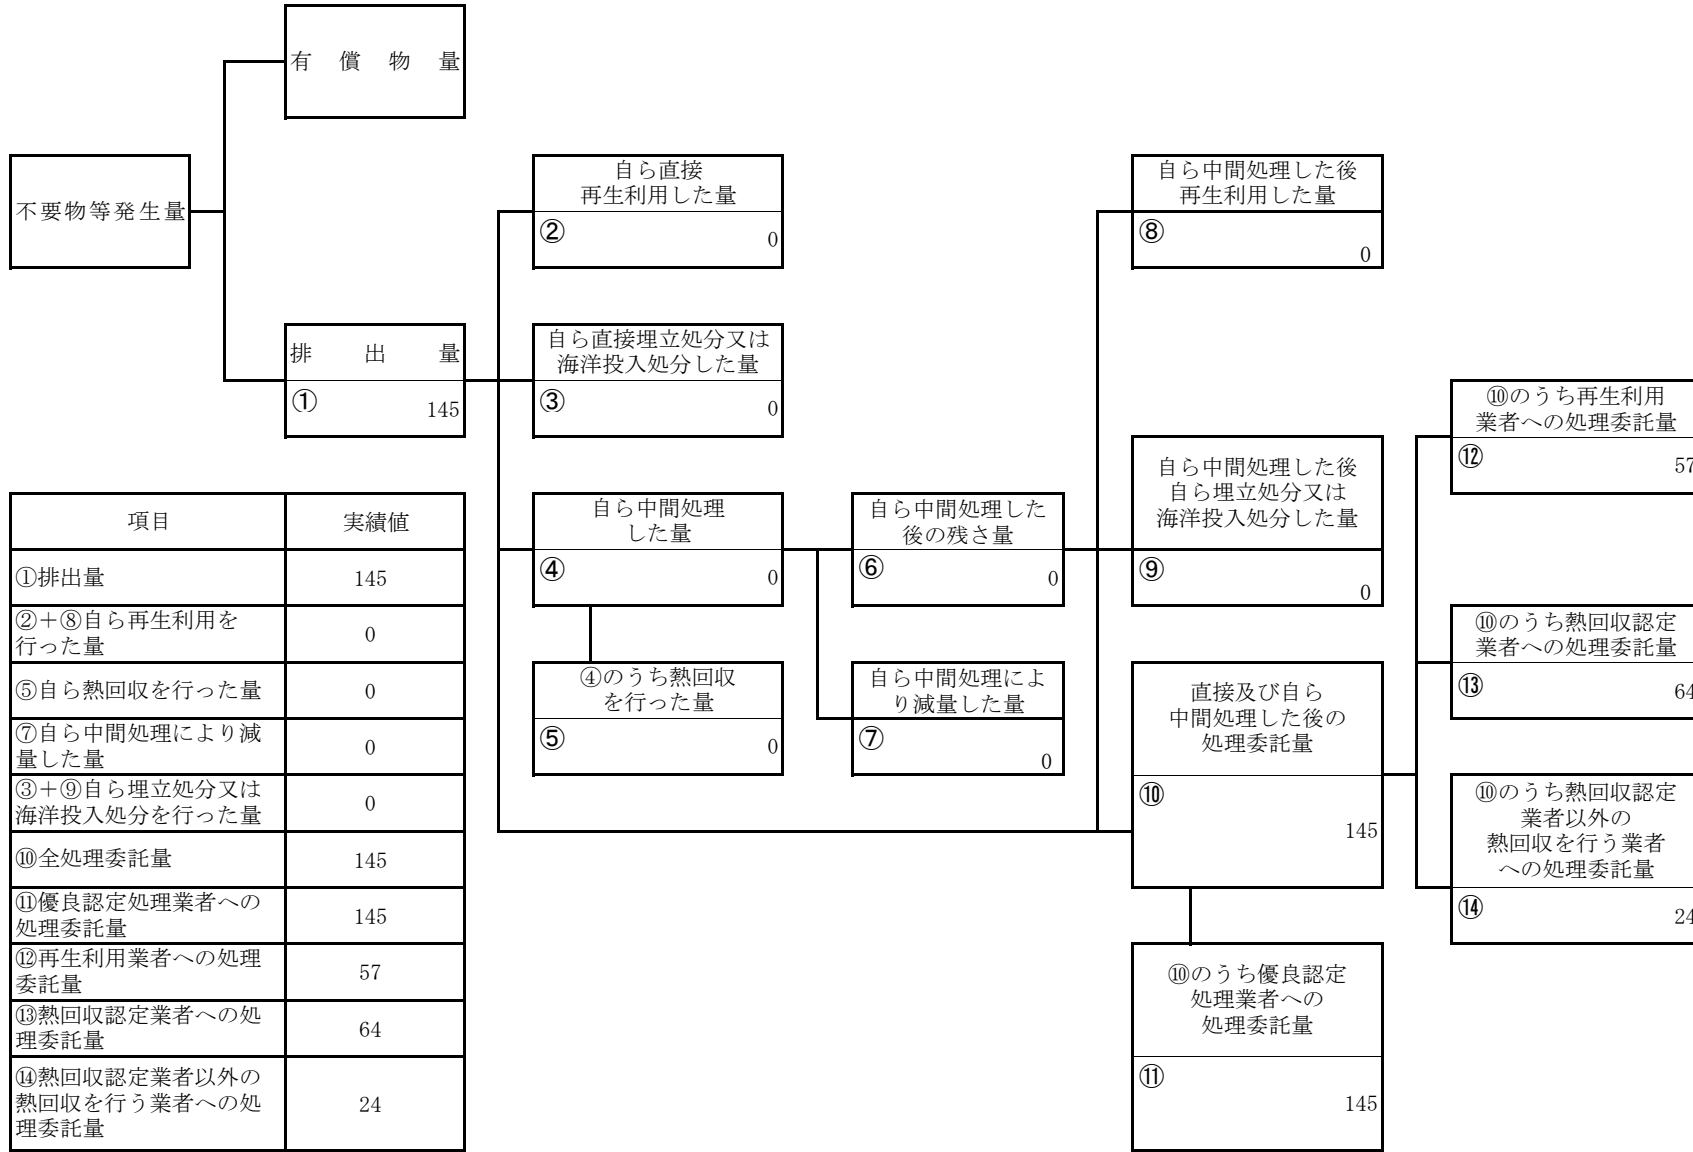 有償物量
不要物等発生量
自ら直接
再生利用した量
②
0
自ら中間処理した後
再生利用した量
⑧
0
排出量
①
145
自ら直接埋立処分又は
海洋投入処分した量
③
0
⑩のうち再生利用
業者への処理委託量
⑫
57
自ら中間処理
した量
④
0
自ら中間処理した
後の残さ量
⑥
0
自ら中間処理した後
自ら埋立処分又は
海洋投入処分した量
⑨
0
⑩のうち熱回収認定
業者への処理委託量
⑬
64
④のうち熱回収
を行った量
⑤
0
自ら中間処理によ
り減量した量
⑦
0
直接及び自ら
中間処理した後の
処理委託量
⑩
145
⑩のうち熱回収認定
業者以外の
熱回収を行う業者
への処理委託量
⑭
24
⑩のうち優良認定
処理業者への
処理委託量
⑪
145
項目 実績値
①排出量 145
②＋⑧自ら再生利用を
行った量 0
⑤自ら熱回収を行った量 0
⑦自ら中間処理により減
量した量 0
③＋⑨自ら埋立処分又は
海洋投入処分を行った量 0
⑩全処理委託量 145
⑪優良認定処理業者への
処理委託量 145
⑫再生利用業者への処理
委託量 57
⑬熱回収認定業者への処
理委託量 64
⑭熱回収認定業者以外の
熱回収を行う業者への処 24
理委託量